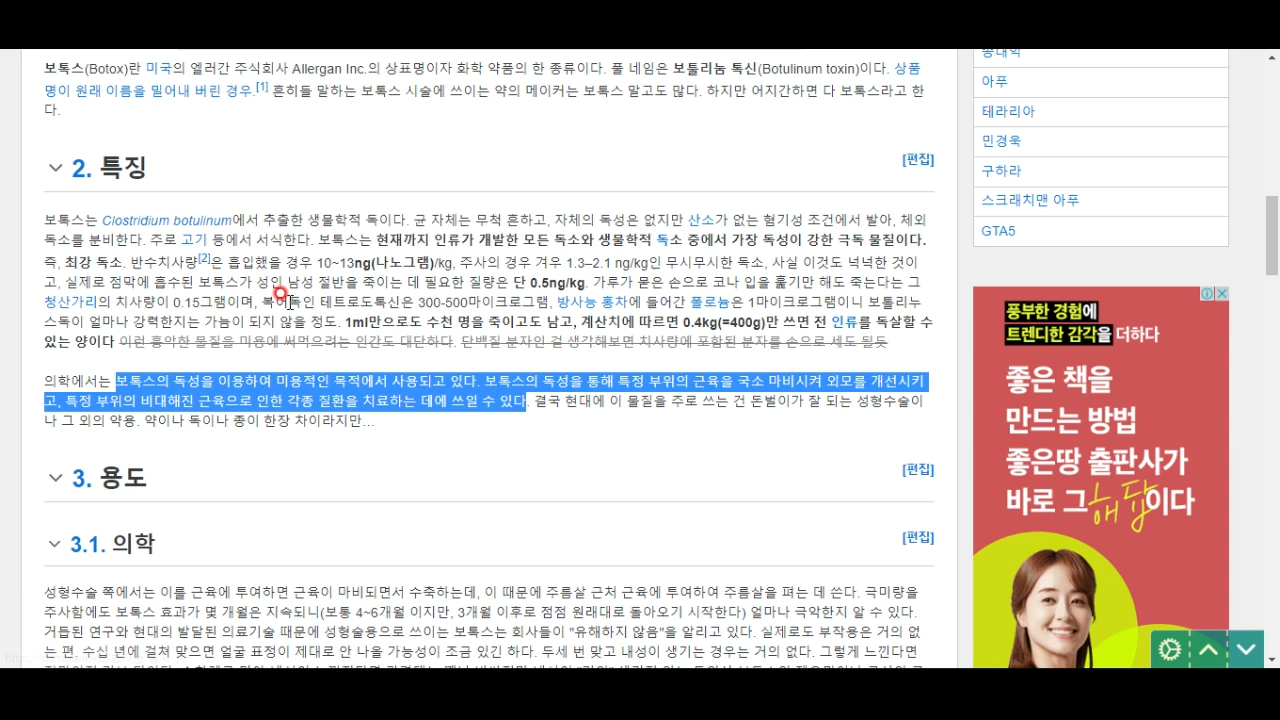 보톡스(Botox)란 미국의 엘러간 주식회사 Allergan Inc.의 상표명이자 화학 약품의 한 종류이다. 풀 네임은 보툴리눔 톡신(Botulinum toxin)이다. 상품
명이 원래 이름을 밀어내 버린 경우.[1] 흔히들 말하는 보톡스 시술에 쓰이는 약의 메이커는 보톡스 말고도 많다. 하지만 어지간하면 다 보톡스라고 한
다.
2. 특징
[편집]
보톡스는 Clostridium botulinum에서 추출한 생물학적 독이다. 균 자체는 무척 흔하고, 자체의 독성은 없지만 산소가 없는 혐기성 조건에서 발아, 체외
독소를 분비한다. 주로 고기 등에서 서식한다. 보톡스는 현재까지 인류가 개발한 모든 독소와 생물학적 독소 중에서 가장 독성이 강한 극독 물질이다.
즉, 최강 독소. 반수치사량[2]은 흡입했을 경우 10~13ng(나노그램)/kg, 주사의 경우 겨우 1.3–2.1 ng/kg인 무시무시한 독소, 사실 이것도 넉넉한 것이
고, 실제로 점막에 흡수된 보톡스가 성인 남성 절반을 죽이는 데 필요한 질량은 단 0.5ng/kg. 가루가 묻은 손으로 코나 입을 훑기만 해도 죽는다는 그
청산가리의 치사량이 0.15그램이며, 복어독인 테트로도톡신은 300-500마이크로그램, 방사능 홍차에 들어간 폴로늄은 1마이크로그램이니 보툴리누
스독이 얼마나 강력한지는 가늠이 되지 않을 정도. 1ml만으로도 수천 명을 죽이고도 남고, 계산치에 따르면 0.4kg(=400g)만 쓰면 전 인류를 독살할 수
있는 양이다 이런 흉악한 물질을 미용에 써먹으려는 인간도 대단하다. 단백질 분자인 걸 생각해보면 치사량에 포함된 분자를 손으로 세도 될듯
의학에서는 보톡스의 독성을 이용하여 미용적인 목적에서 사용되고 있다. 보톡스의 독성을 통해 특정 부위의 근육을 국소 마비시켜 외모를 개선시키
고, 특정 부위의 비대해진 근육으로 인한 각종 질환을 치료하는 데에 쓰일 수 있다. 결국 현대에 이 물질을 주로 쓰는 건 돈벌이가 잘 되는 성형수술이
나 그 외의 약용. 약이나 독이나 종이 한장 차이라지만...
3. 용도
[편집]
3.1. 의학
[편집]
성형수술 쪽에서는 이를 근육에 투여하면 근육이 마비되면서 수축하는데, 이 때문에 주름살 근처 근육에 투여하여 주름살을 펴는 데 쓴다. 극미량을
주사함에도 보톡스 효과가 몇 개월은 지속되니(보통 4~6개월 이지만, 3개월 이후로 점점 원래대로 돌아오기 시작한다) 얼마나 극악한지 알 수 있다.
거듭된 연구와 현대의 발달된 의료기술 때문에 성형술용으로 쓰이는 보톡스는 회사들이 "유해하지 않음"을 알리고 있다. 실제로도 부작용은 거의 없
는 편. 수십 년에 걸쳐 맞으면 얼굴 표정이 제대로 안 나올 가능성이 조금 있긴 하다. 두세 번 맞고 내성이 생기는 경우는 거의 없다. 그렇게 느낀다면
아푸
테라리아
민경욱
구하라
스크래치맨 아푸
GTA5
풍부한 경험에
트렌디한 감각을 더하다
좋은 책을
만드는 방법
좋은땅 출판사가
바로 그 해답이다